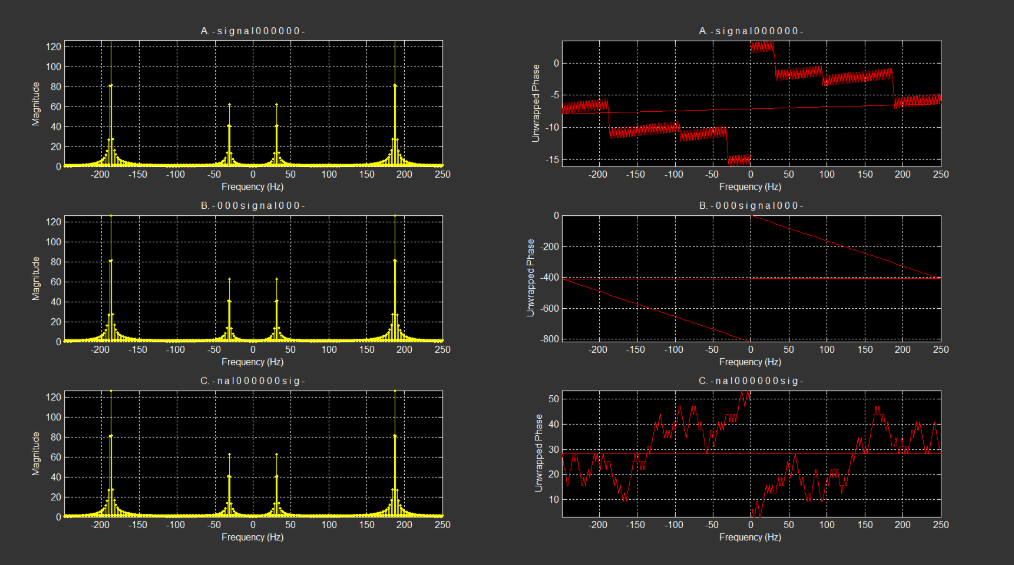 A.-signal000000-
Magnitude
120
100
80
60
40
20
0
-200 -150 -100 -50 0 50 100 150 200 250
Frequency (Hz)
A.-signal000000-
Unwrapped Phase
0
-5
-10
-15
-200 -150 -100 -50 0 50 100 150 200 250
Frequency (Hz)
B.-000signal000-
Magnitude
120
100
80
60
40
20
0
-200 -150 -100 -50 0 50 100 150 200 250
Frequency (Hz)
B.-000signal000-
Unwrapped Phase
0
-200
-400
-600
-800
-200 -150 -100 -50 0 50 100 150 200 250
Frequency (Hz)
C.-nal000000sig-
Magnitude
120
100
80
60
40
20
0
-200 -150 -100 -50 0 50 100 150 200 250
Frequency (Hz)
C.-nal000000sig-
Unwrapped Phase
50
40
30
20
10
-200 -150 -100 -50 0 50 100 150 200 250
Frequency (Hz)